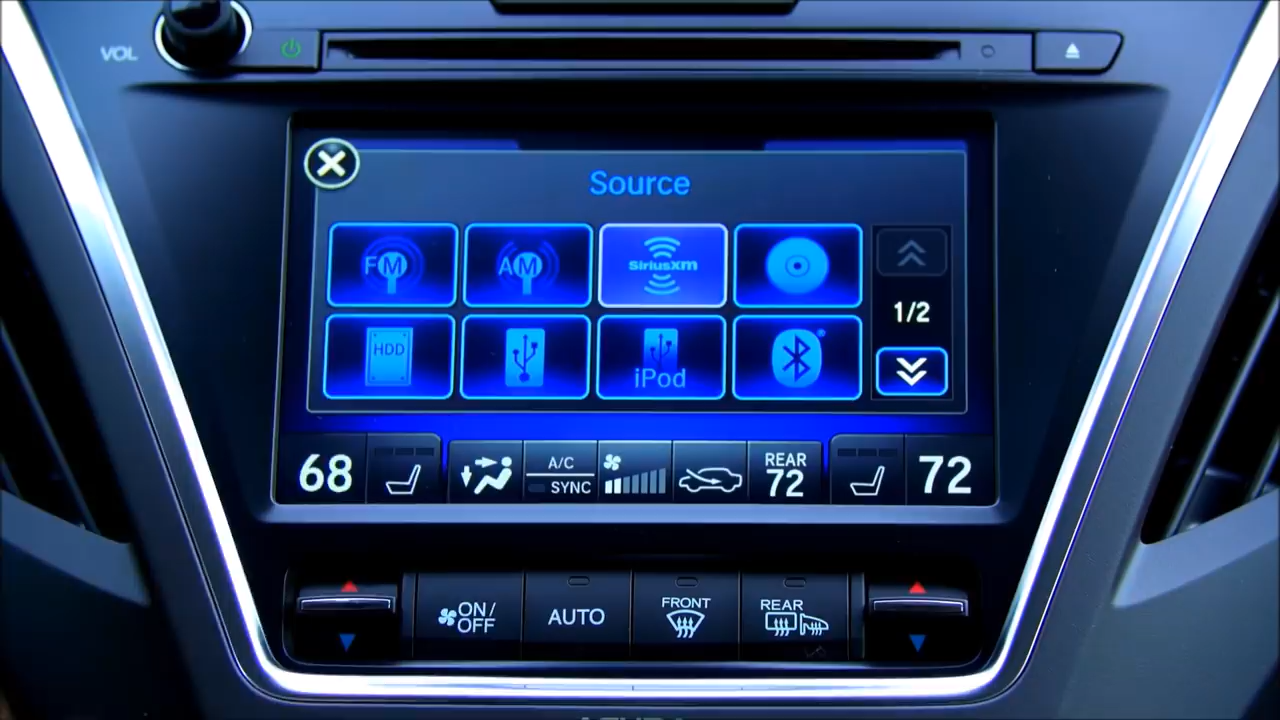 VOL
Source
FM
AM
SiriusXM
HDD
iPod
1/2
68
A/C
SYNC
REAR
72
72
ON/
OFF
AUTO
FRONT
REAR